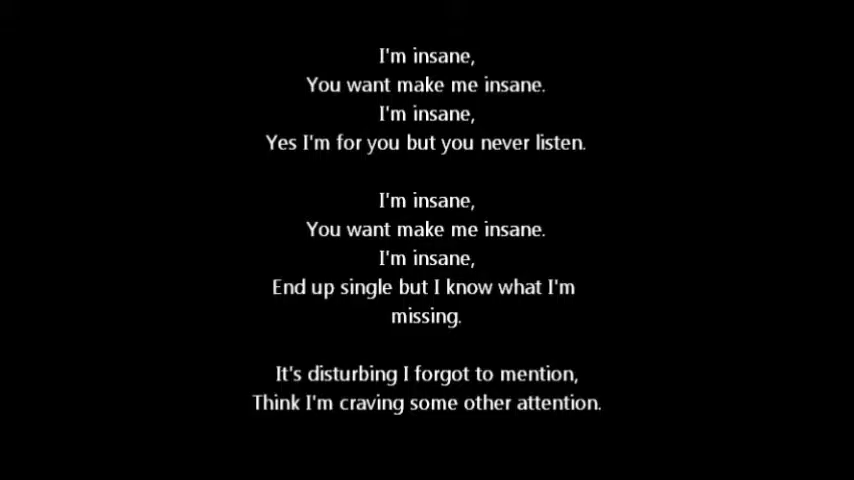 I'm insane,
You want make me insane.
I'm insane,
Yes I'm for you but you never listen.
I'm insane,
You want make me insane.
I'm insane,
End up single but I know what I'm
missing.
It's disturbing I forgot to mention,
Think I'm craving some other attention.